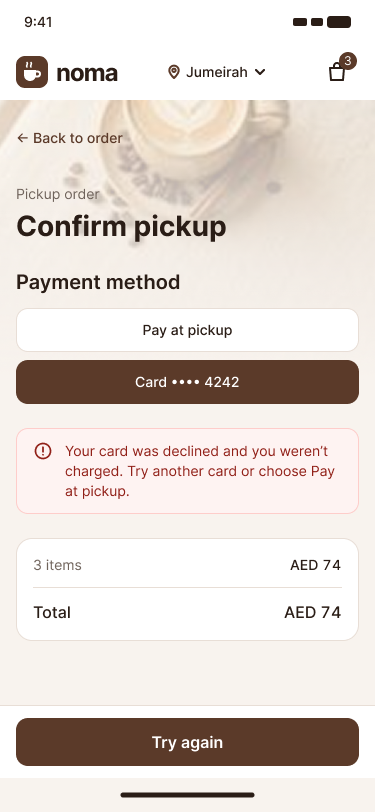 9:41
noma
Jumeirah
3
← Back to order
Pickup order
Confirm pickup
Payment method
Pay at pickup
Card •••• 4242
Your card was declined and you weren’t
charged. Try another card or choose Pay
at pickup.
3 items AED 74
Total AED 74
Try again